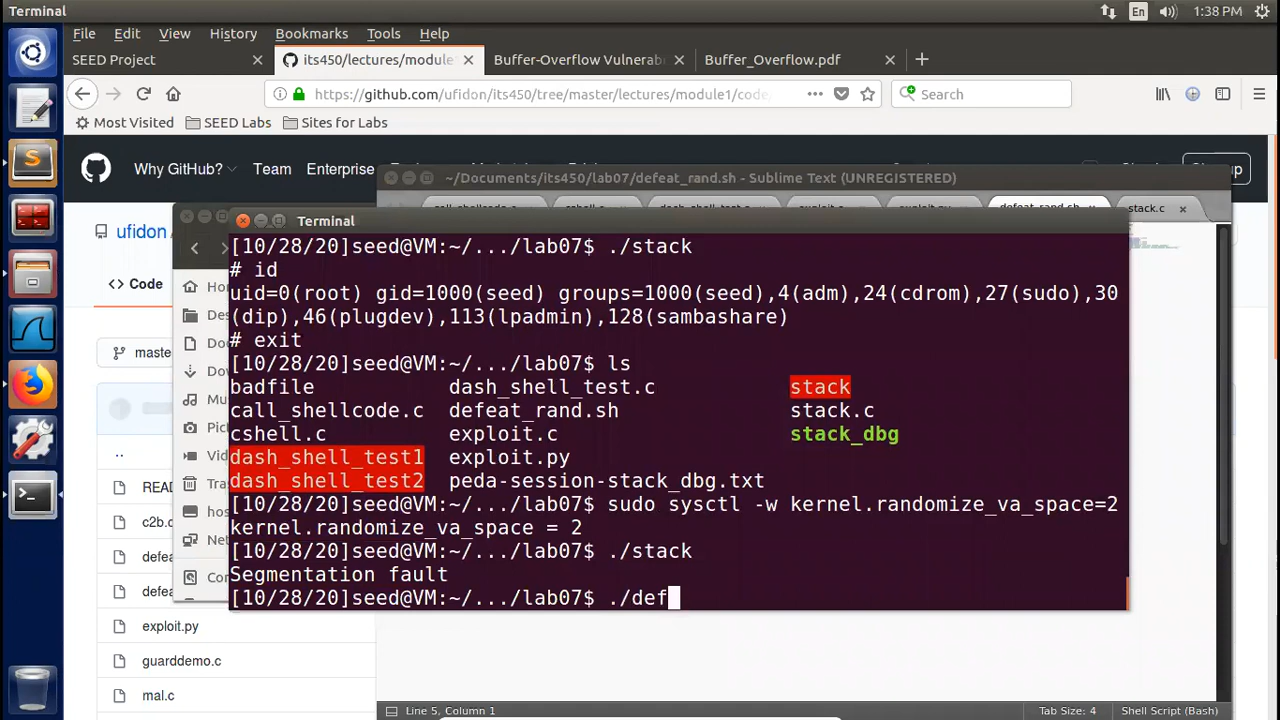 Terminal
En
1:38 PM
File Edit View History Bookmarks Tools Help
SEED Project
its450/lectures/module
Buffer-Overflow Vulnerab
Buffer_Overflow.pdf
https://github.com/ufidon/its450/tree/master/lectures/module1/code
Search
Most Visited
SEED Labs
Sites for Labs
Why GitHub?
Team
Enterprise
~/Documents/its450/lab07/defeat_rand.sh - Sublime Text (UNREGISTERED)
stack.c
ufidon
Code
master
..
c2b.c
exploit.py
guarddemo.c
mal.c
Terminal
[10/28/20]seed@VM:~/.../lab07$ ./stack
# id
uid=0(root) gid=1000(seed) groups=1000(seed),4(adm),24(cdrom),27(sudo),30
(dip),46(plugdev),113(lpadmin),128(sambashare)
# exit
[10/28/20]seed@VM:~/.../lab07$ ls
badfile dash_shell_test.c stack
call_shellcode.c defeat_rand.sh stack.c
cshell.c exploit.c stack_dbg
dash_shell_test1 exploit.py
dash_shell_test2 peda-session-stack_dbg.txt
[10/28/20]seed@VM:~/.../lab07$ sudo sysctl -w kernel.randomize_va_space=2
kernel.randomize_va_space = 2
[10/28/20]seed@VM:~/.../lab07$ ./stack
Segmentation fault
[10/28/20]seed@VM:~/.../lab07$ ./def
Line 5, Column 1
Tab Size: 4
Shell Script (Bash)